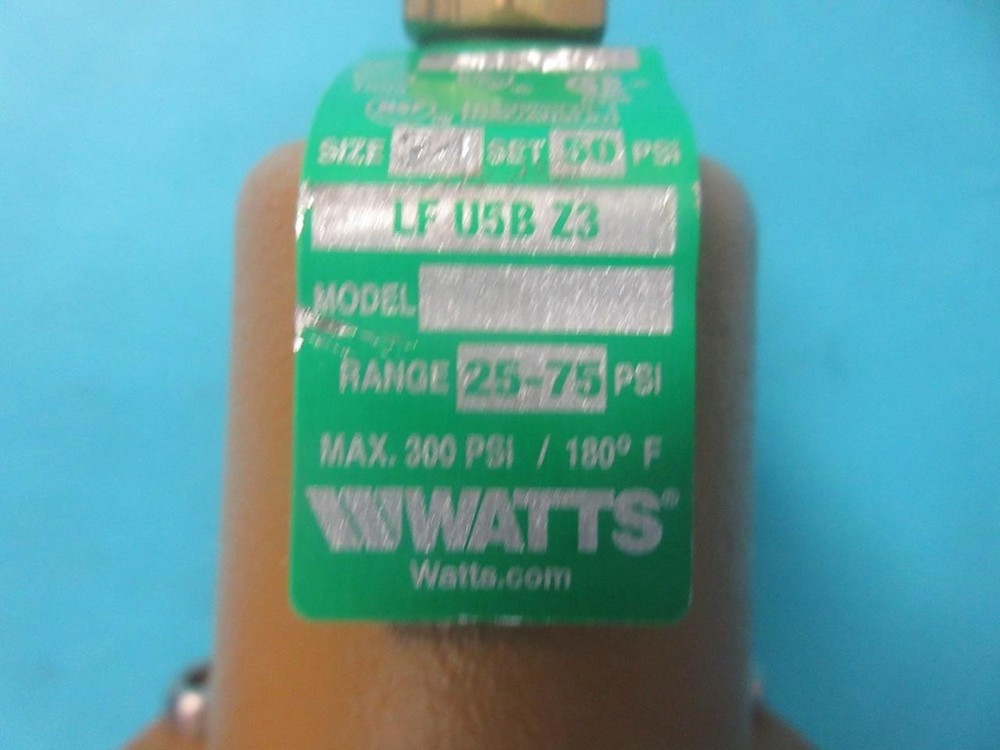 SIZE SET 50 PSI
LF U5B Z3
MODEL
RANGE 25-75 PSI
MAX. 300 PSI / 180° F
WATTS®
Watts.com